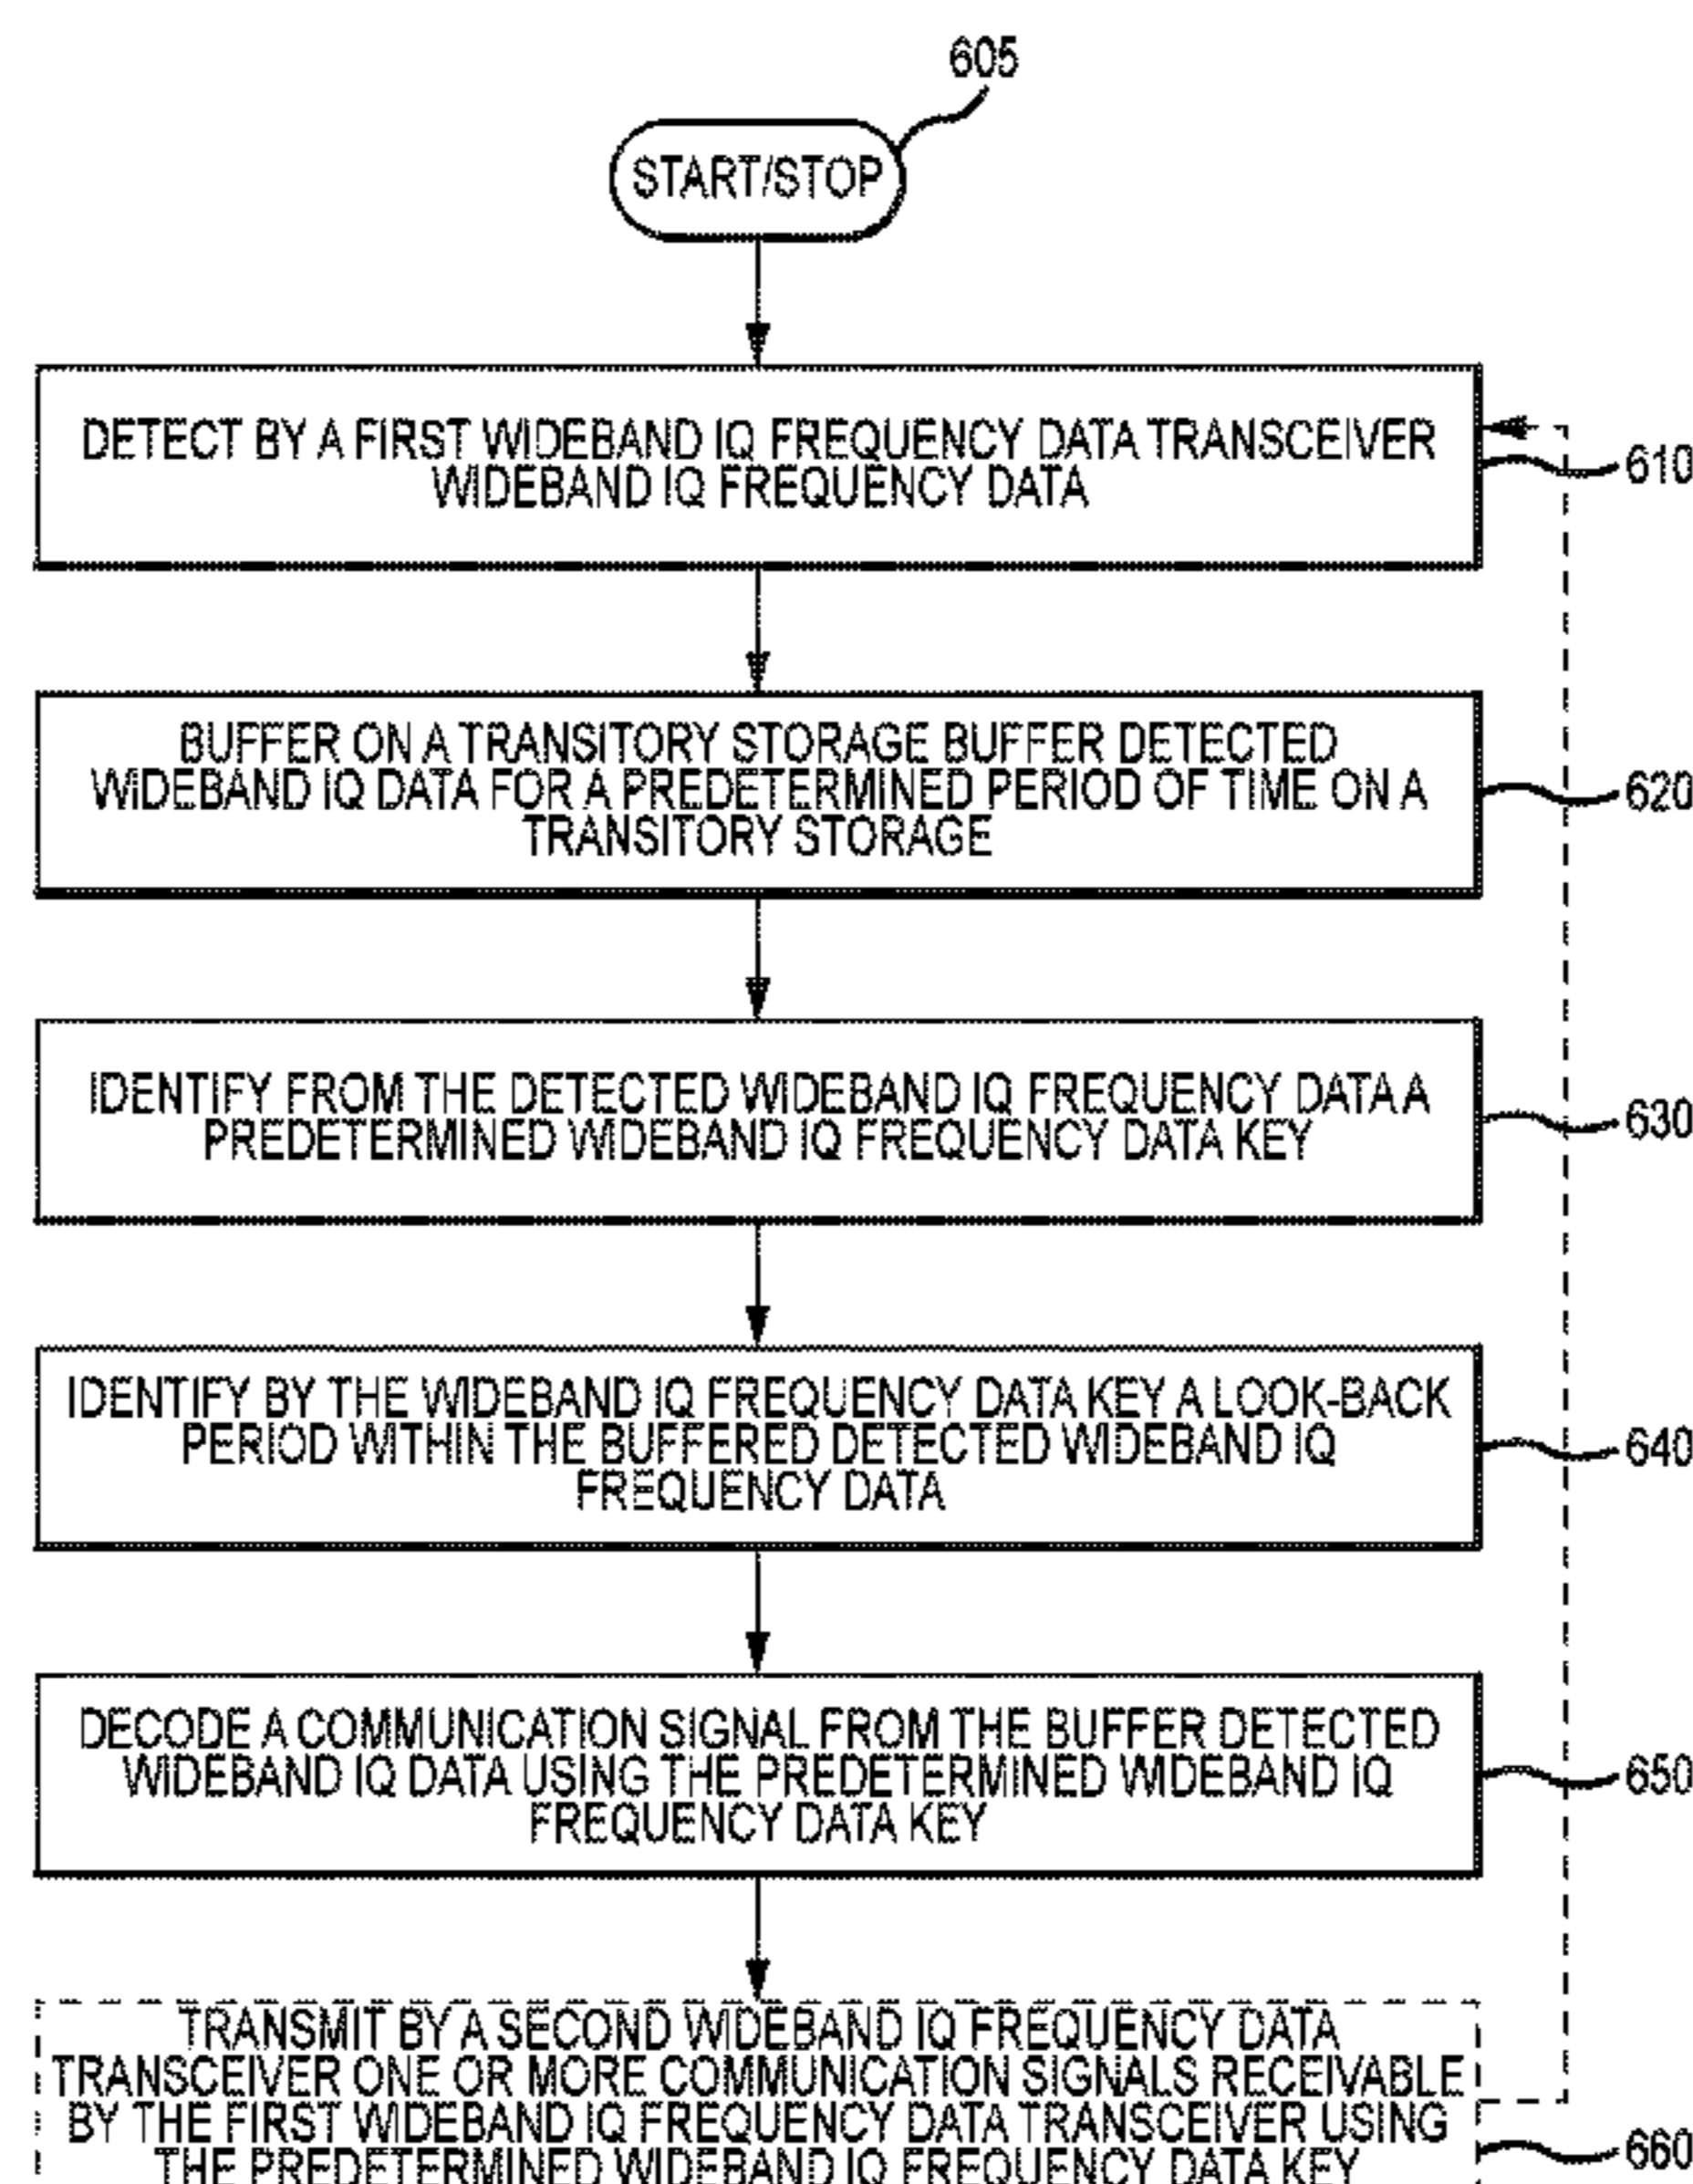 605
START/STOP
DETECT BY A FIRST WIDEBAND IQ FREQUENCY DATA TRANSCEIVER
WIDEBAND IQ FREQUENCY DATA
610
BUFFER ON A TRANSITORY STORAGE BUFFER DETECTED
WIDEBAND IQ DATA FOR A PREDETERMINED PERIOD OF TIME ON A
TRANSITORY STORAGE
620
IDENTIFY FROM THE DETECTED WIDEBAND IQ FREQUENCY DATA A
PREDETERMINED WIDEBAND IQ FREQUENCY DATA KEY
630
IDENTIFY BY THE WIDEBAND IQ FREQUENCY DATA KEY A LOOK-BACK
PERIOD WITHIN THE BUFFERED DETECTED WIDEBAND IQ
FREQUENCY DATA
640
DECODE A COMMUNICATION SIGNAL FROM THE BUFFER DETECTED
WIDEBAND IQ DATA USING THE PREDETERMINED WIDEBAND IQ
FREQUENCY DATA KEY
650
TRANSMIT BY A SECOND WIDEBAND IQ FREQUENCY DATA
TRANSCEIVER ONE OR MORE COMMUNICATION SIGNALS RECEIVABLE
BY THE FIRST WIDEBAND IQ FREQUENCY DATA TRANSCEIVER USING
THE PREDETERMINED WIDEBAND IQ FREQUENCY DATA KEY
660